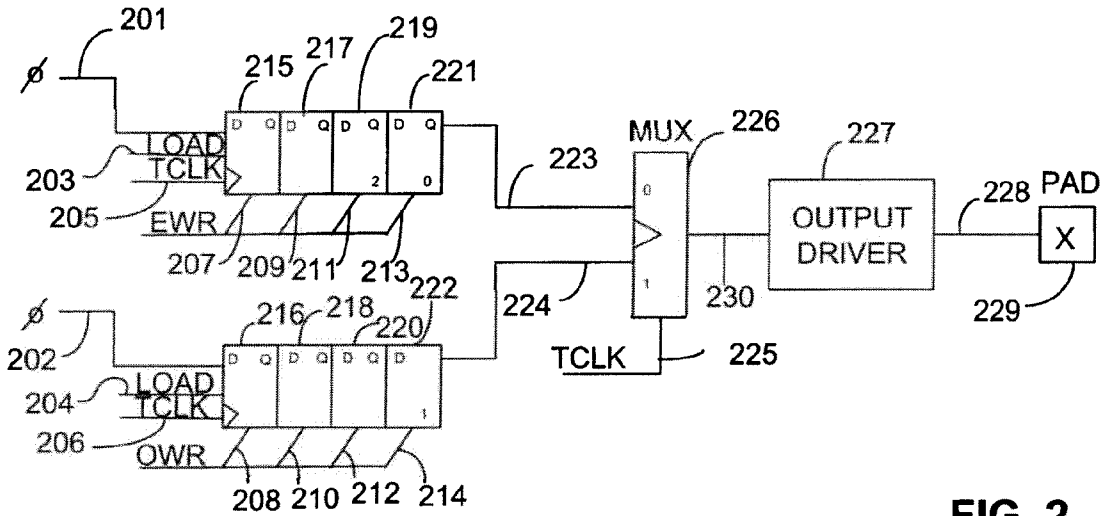 201
ø
215
217
219
221
D Q D Q D Q D Q
LOAD
203
TCLK
205
2 0
EWR
207
209
211
213
223
MUX
226
0
1
227
OUTPUT
DRIVER
228
PAD
X
229
230
224
TCLK
225
ø
202
216
218
220
222
D Q D Q D Q D
LOAD
204
TCLK
206
1
OWR
208
210
212
214
FIG. 2